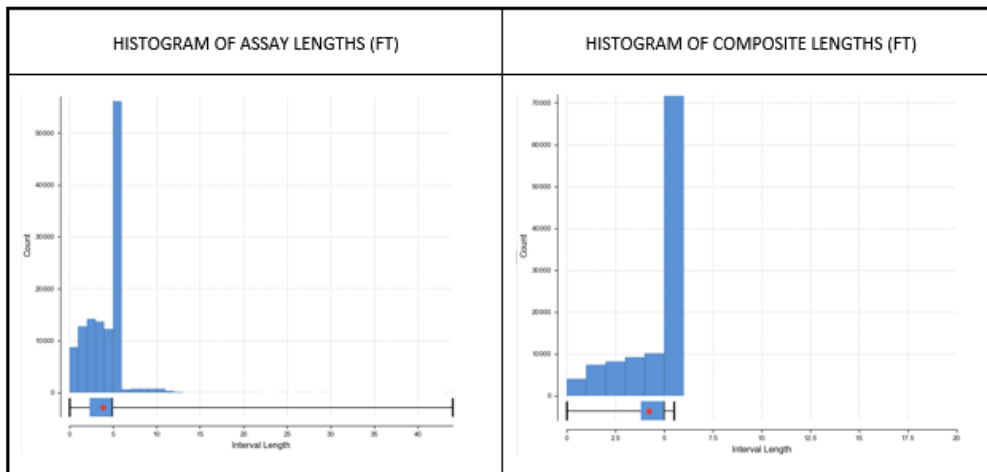 HISTOGRAM OF ASSAY LENGTHS (FT)
HISTOGRAM OF COMPOSITE LENGTHS (FT)
50000
40000
30000
20000
10000
0
Count
0 5 10 15 20 25 30 35 40
Interval Length
70000
60000
50000
40000
30000
20000
10000
0
Count
0 2.5 5 7.5 10 12.5 15 17.5 20
Interval Length